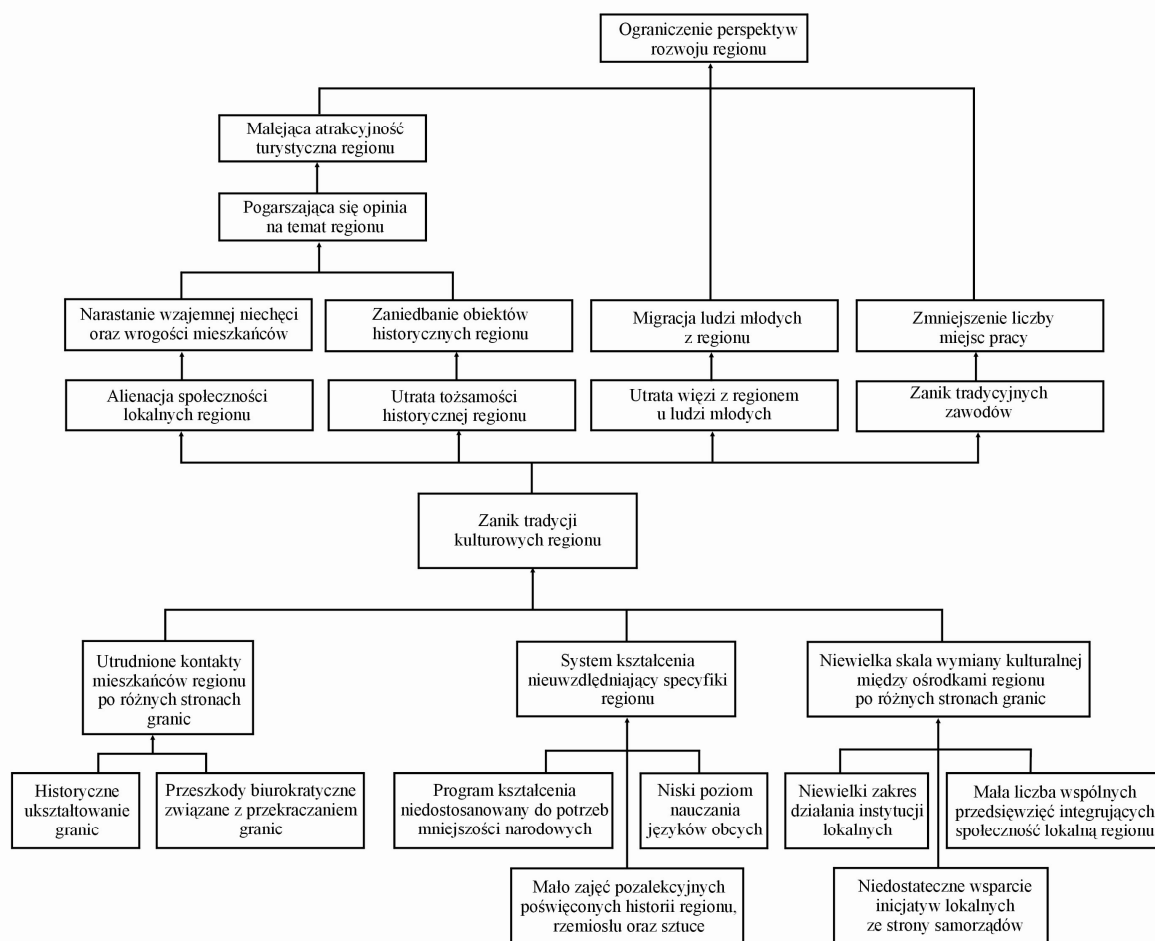 Ograniczenie perspektyw
rozwoju regionu
Malejąca atrakcyjność
turystyczna regionu
Pogarszająca się opinia
na temat regionu
Narastanie wzajemnej niechęci
oraz wrogości mieszkańców
Zaniedbanie obiektów
historycznych regionu
Migracja ludzi młodych
z regionu
Zmniejszenie liczby
miejsc pracy
Alienacja społeczności
lokalnych regionu
Utrata tożsamości
historycznej regionu
Utrata więzi z regionem
u ludzi młodych
Zanik tradycyjnych
zawodów
Zanik tradycji
kulturowych regionu
Utrudnione kontakty
mieszkańców regionu
po różnych stronach
granic
System kształcenia
nieuwzdlędniający specyfiki
regionu
Niewielka skala wymiany kulturalnej
między ośrodkami regionu
po różnych stronach granic
Historyczne
ukształtowanie
granic
Przeszkody biurokratyczne
związane z przekraczaniem
granic
Program kształcenia
niedostosanowany do potrzeb
mniejszości narodowych
Niski poziom
nauczania
języków obcych
Niewielki zakres
działania instytucji
lokalnych
Mała liczba wspólnych
przedsięwzięć integrujących
społeczność lokalną regionu
Mało zajęć pozalekcyjnych
poświęconych historii regionu,
rzemiosłu oraz sztuce
Niedostateczne wsparcie
inicjatyw lokalnych
ze strony samorządów